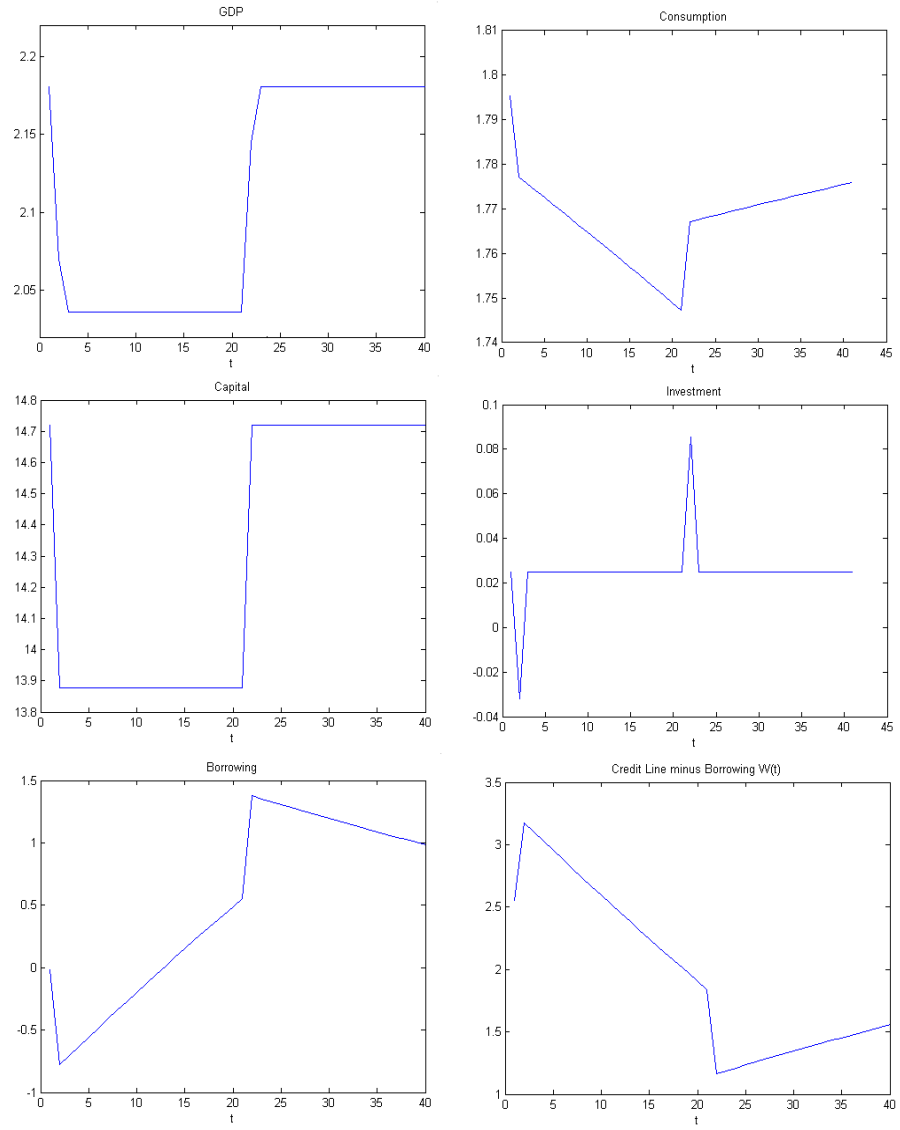 GDP
2.2
2.15
2.1
2.05
0 5 10 15 20 25 30 35 40
t
Consumption
1.81
1.8
1.79
1.78
1.77
1.76
1.75
1.74
0 5 10 15 20 25 30 35 40 45
t
Capital
14.8
14.7
14.6
14.5
14.4
14.3
14.2
14.1
14
13.9
13.8
0 5 10 15 20 25 30 35 40
t
Investment
0.1
0.08
0.06
0.04
0.02
0
-0.02
-0.04
0 5 10 15 20 25 30 35 40 45
t
Borrowing
1.5
1
0.5
0
-0.5
-1
0 5 10 15 20 25 30 35 40
t
Credit Line minus Borrowing W(t)
3.5
3
2.5
2
1.5
1
0 5 10 15 20 25 30 35 40
t